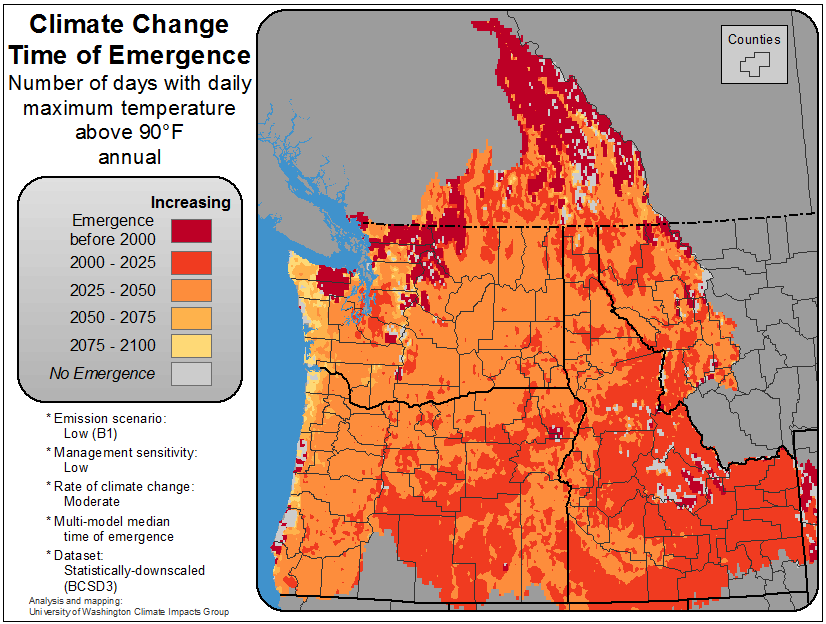 Climate Change
Time of Emergence
Number of days with daily
maximum temperature
above 90°F
annual
Increasing
Emergence
before 2000
2000 - 2025
2025 - 2050
2050 - 2075
2075 - 2100
No Emergence
* Emission scenario:
Low (B1)
* Management sensitivity:
Low
* Rate of climate change:
Moderate
* Multi-model median
time of emergence
* Dataset:
Statistically-downscaled
(BCSD3)
Analysis and mapping:
University of Washington Climate Impacts Group
Counties